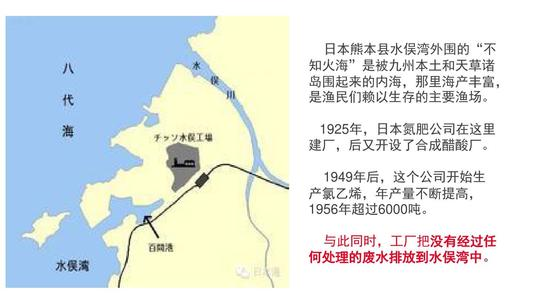 八代海
水俣川
チッソ水俣工場
百間港
水俣湾
日本熊本县水俣湾外围的“不
知火海”是被九州本土和天草诸
岛围起来的内海，那里海产丰富，
是渔民们赖以生存的主要渔场。
1925年，日本氮肥公司在这里
建厂，后又开设了合成醋酸厂。
1949年后，这个公司开始生
产氯乙烯，年产量不断提高，
1956年超过6000吨。
与此同时，工厂把没有经过任
何处理的废水排放到水俣湾中。